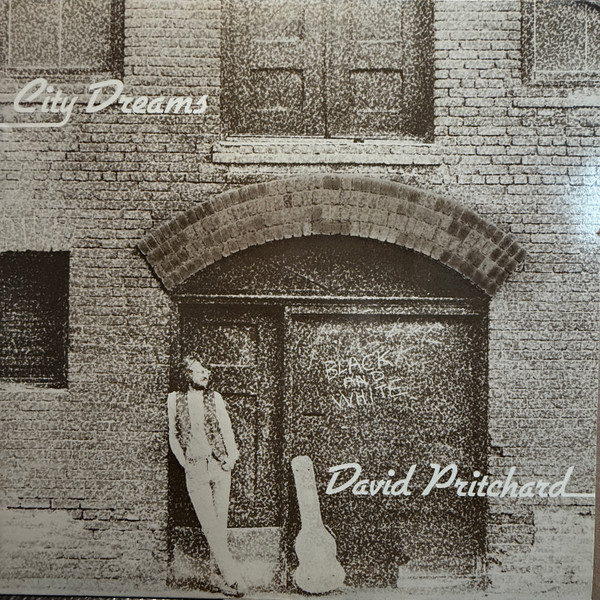 City Dreams
BLACK
AND
WHITE
David Pritchard